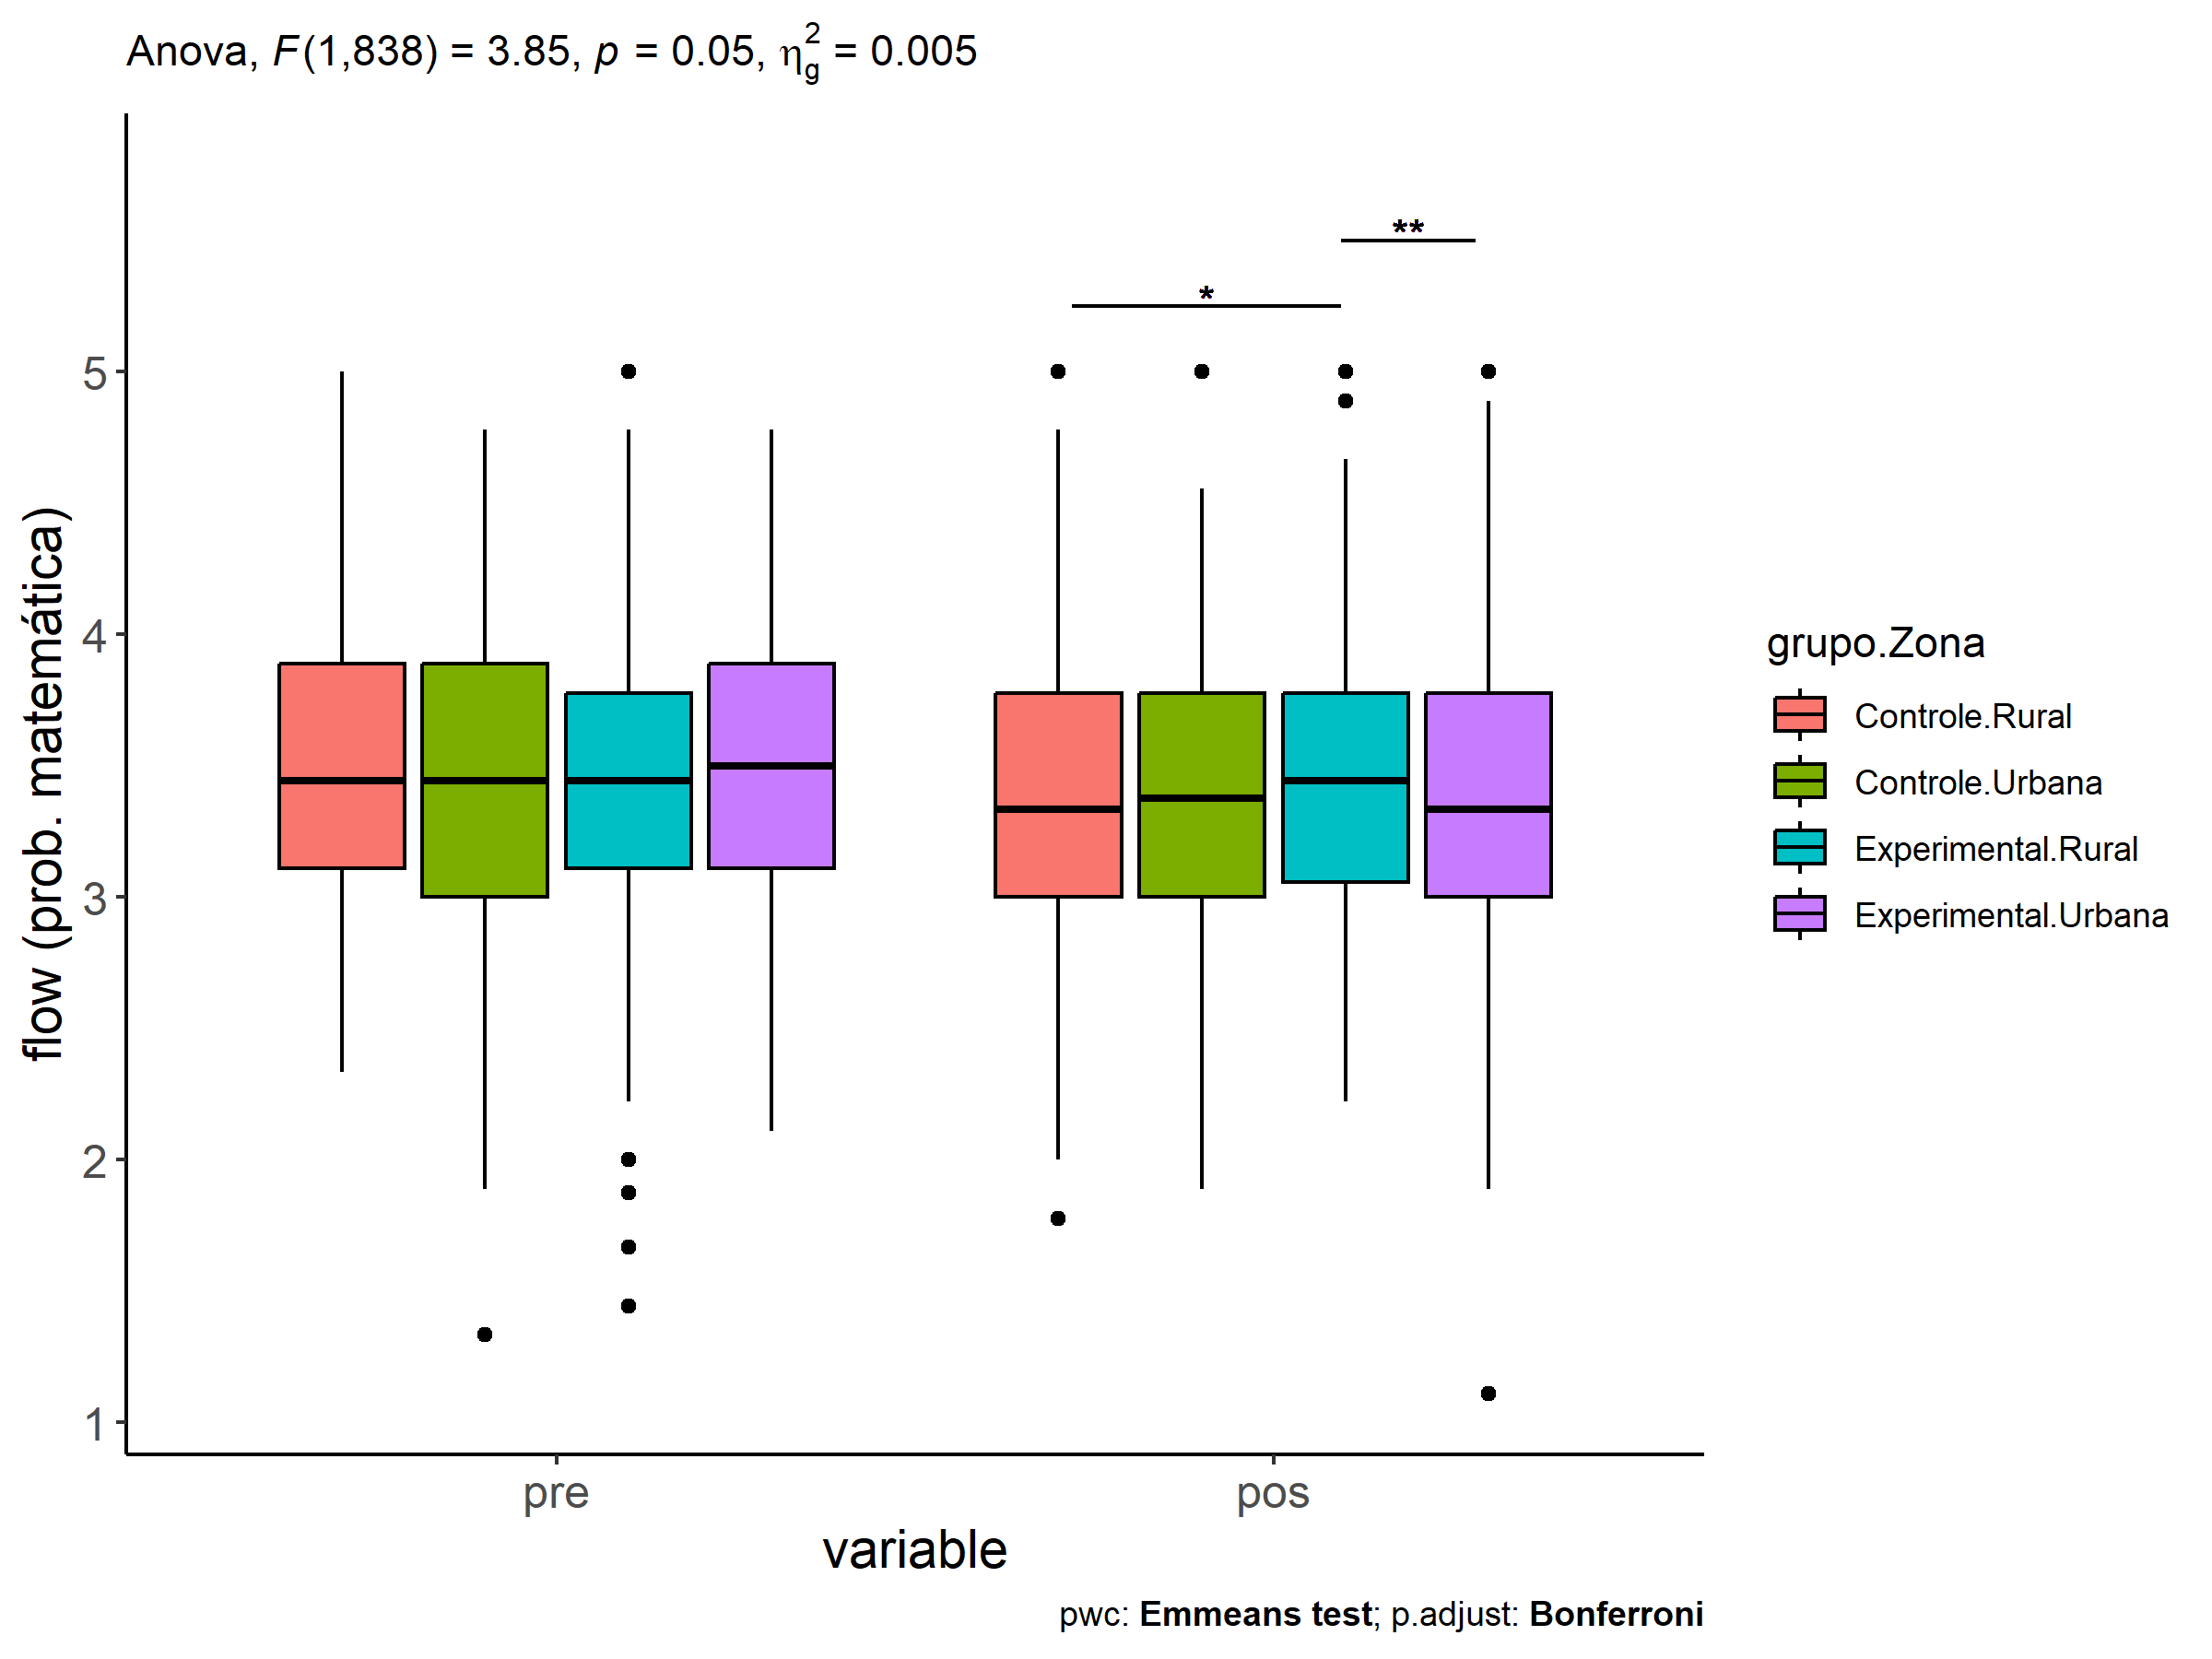 Anova, F(1,838) = 3.85, p = 0.05, η²g = 0.005
**
*
5
4
3
2
1
flow (prob. matemática)
pre
pos
variable
grupo.Zona
Controle.Rural
Controle.Urbana
Experimental.Rural
Experimental.Urbana
pwc: Emmeans test; p.adjust: Bonferroni